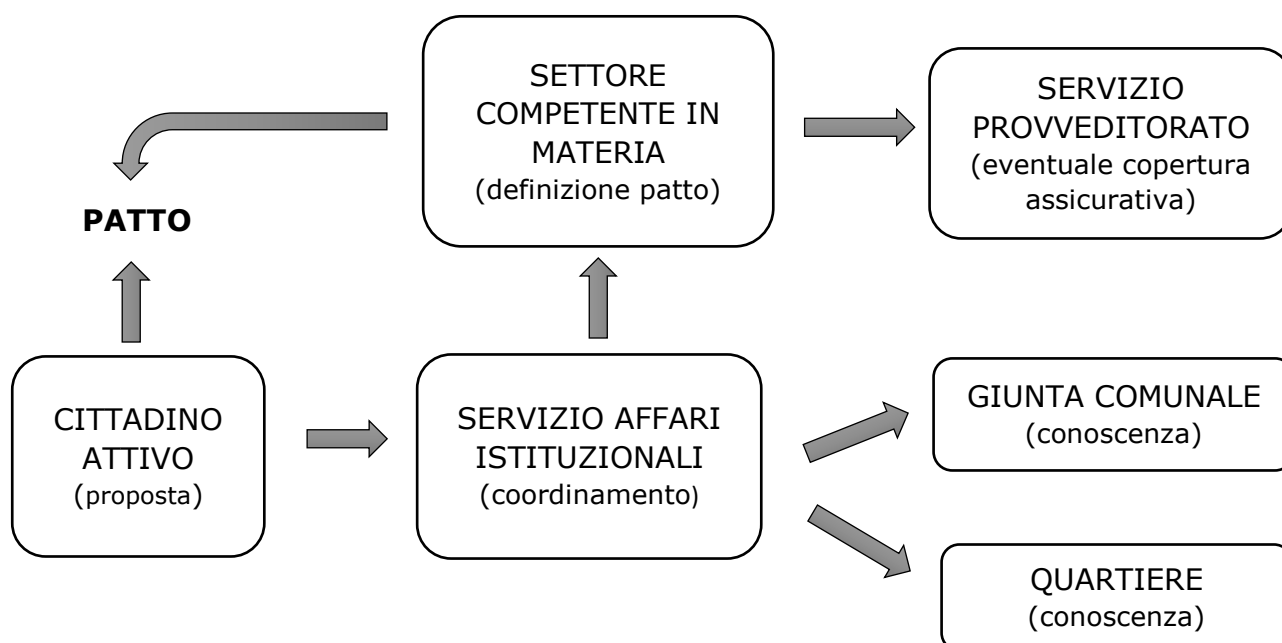 SETTORE
COMPETENTE IN
MATERIA
(definizione patto)
SERVIZIO
PROVVEDITORATO
(eventuale copertura
assicurativa)
PATTO
CITTADINO
ATTIVO
(proposta)
SERVIZIO AFFARI
ISTITUZIONALI
(coordinamento)
GIUNTA COMUNALE
(conoscenza)
QUARTIERE
(conoscenza)